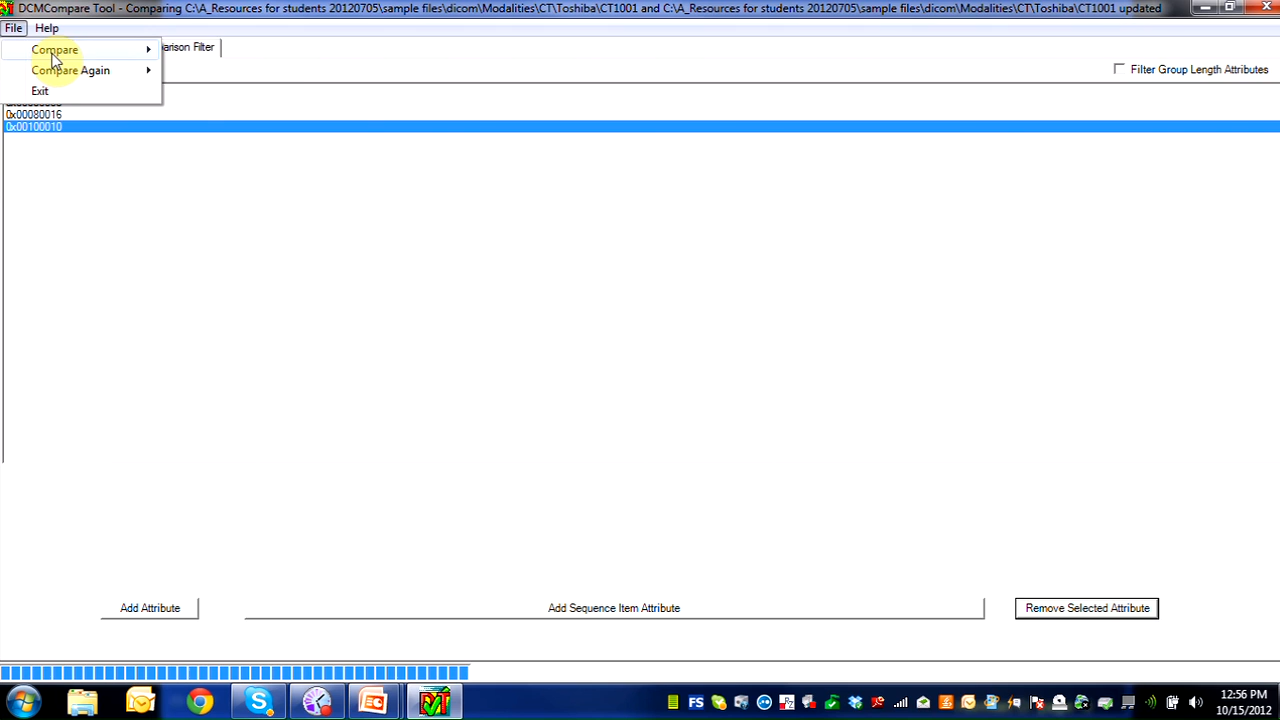 DCMCompare Tool - Comparing C:\A_Resources for students 20120705\sample files\dicom\Modalities\CT\Toshiba\CT1001 and C:\A_Resources for students 20120705\sample files\dicom\Modalities\CT\Toshiba\CT1001 updated
File Help
Compare
Filter
Compare Again
Filter Group Length Attributes
Exit
0x00080016
0x00100010
Add Attribute
Add Sequence Item Attribute
Remove Selected Attribute
FS
12:56 PM
10/15/2012